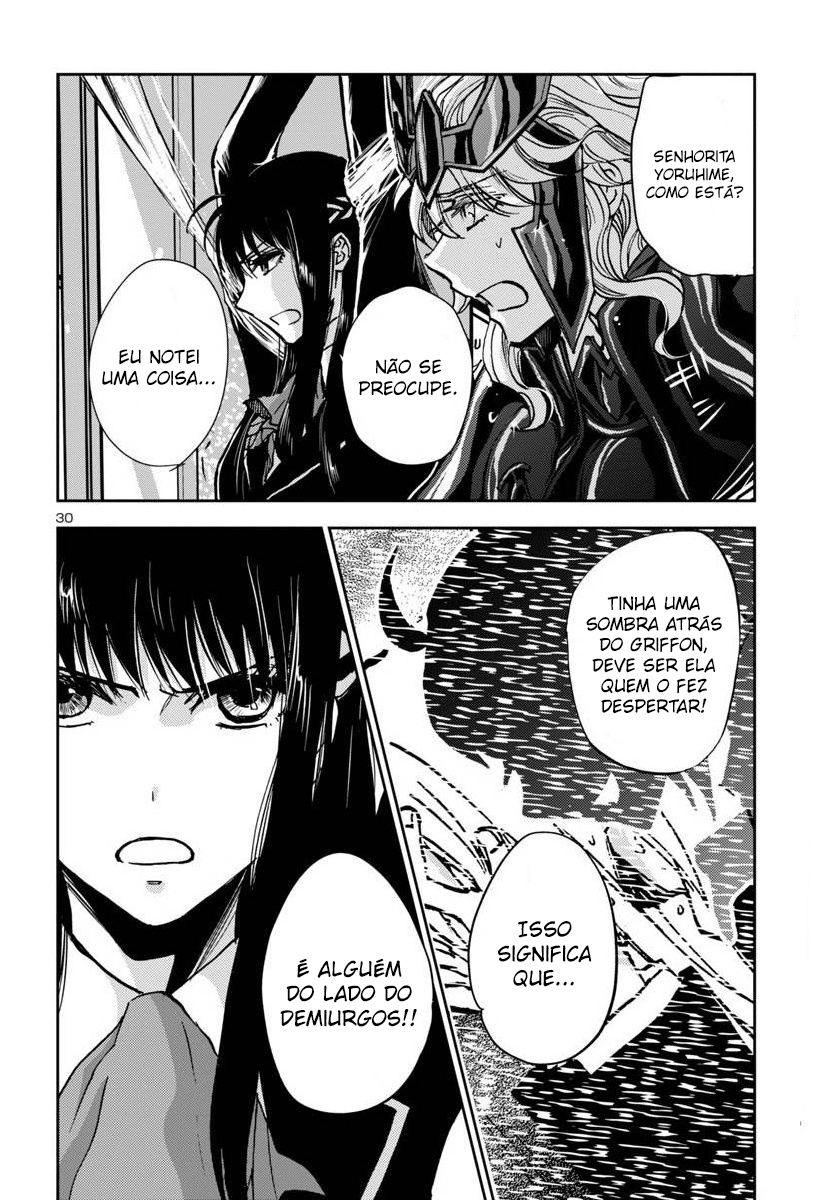 SENHORITA
YORUHIME,
COMO ESTÁ?
NÃO SE
PREOCUPE.
EU NOTEI
UMA COISA...
30
TINHA UMA
SOMBRA ATRÁS
DO GRIFFON,
DEVE SER ELA
QUEM O FEZ
DESPERTAR!
ISSO
SIGNIFICA
QUE...
É ALGUÉM
DO LADO DO
DEMIURGOS!!